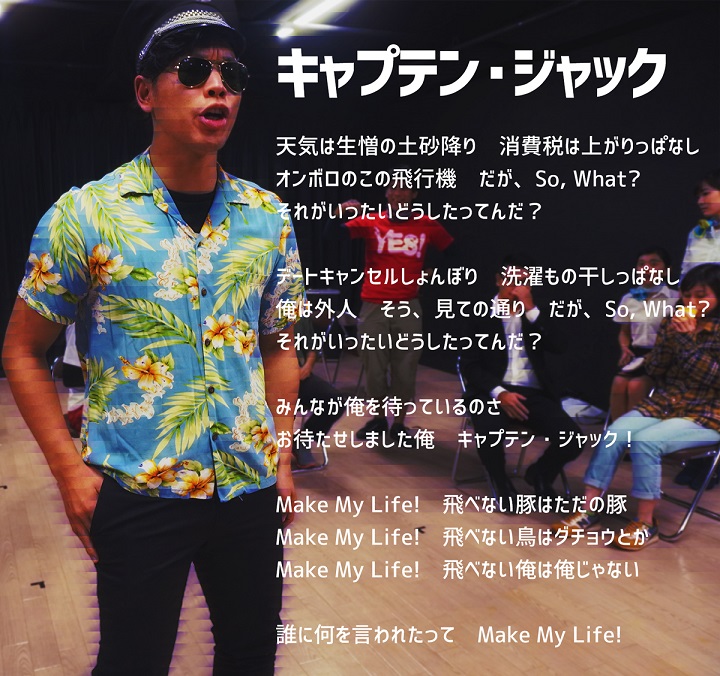 キャプテン・ジャック
天気は生憎の土砂降り　消費税は上がりっぱなし
オンボロのこの飛行機　だが、So, What?
それがいったいどうしたってんだ？
デートキャンセルしょんぼり　洗濯もの干しっぱなし
俺は外人　そう、見ての通り　だが、So, What?
それがいったいどうしたってんだ？
みんなが俺を待っているのさ
お待たせしました俺　キャプテン・ジャック！
Make My Life!　飛べない豚はただの豚
Make My Life!　飛べない鳥はダチョウとか
Make My Life!　飛べない俺は俺じゃない
誰に何を言われたって　Make My Life!
YES!